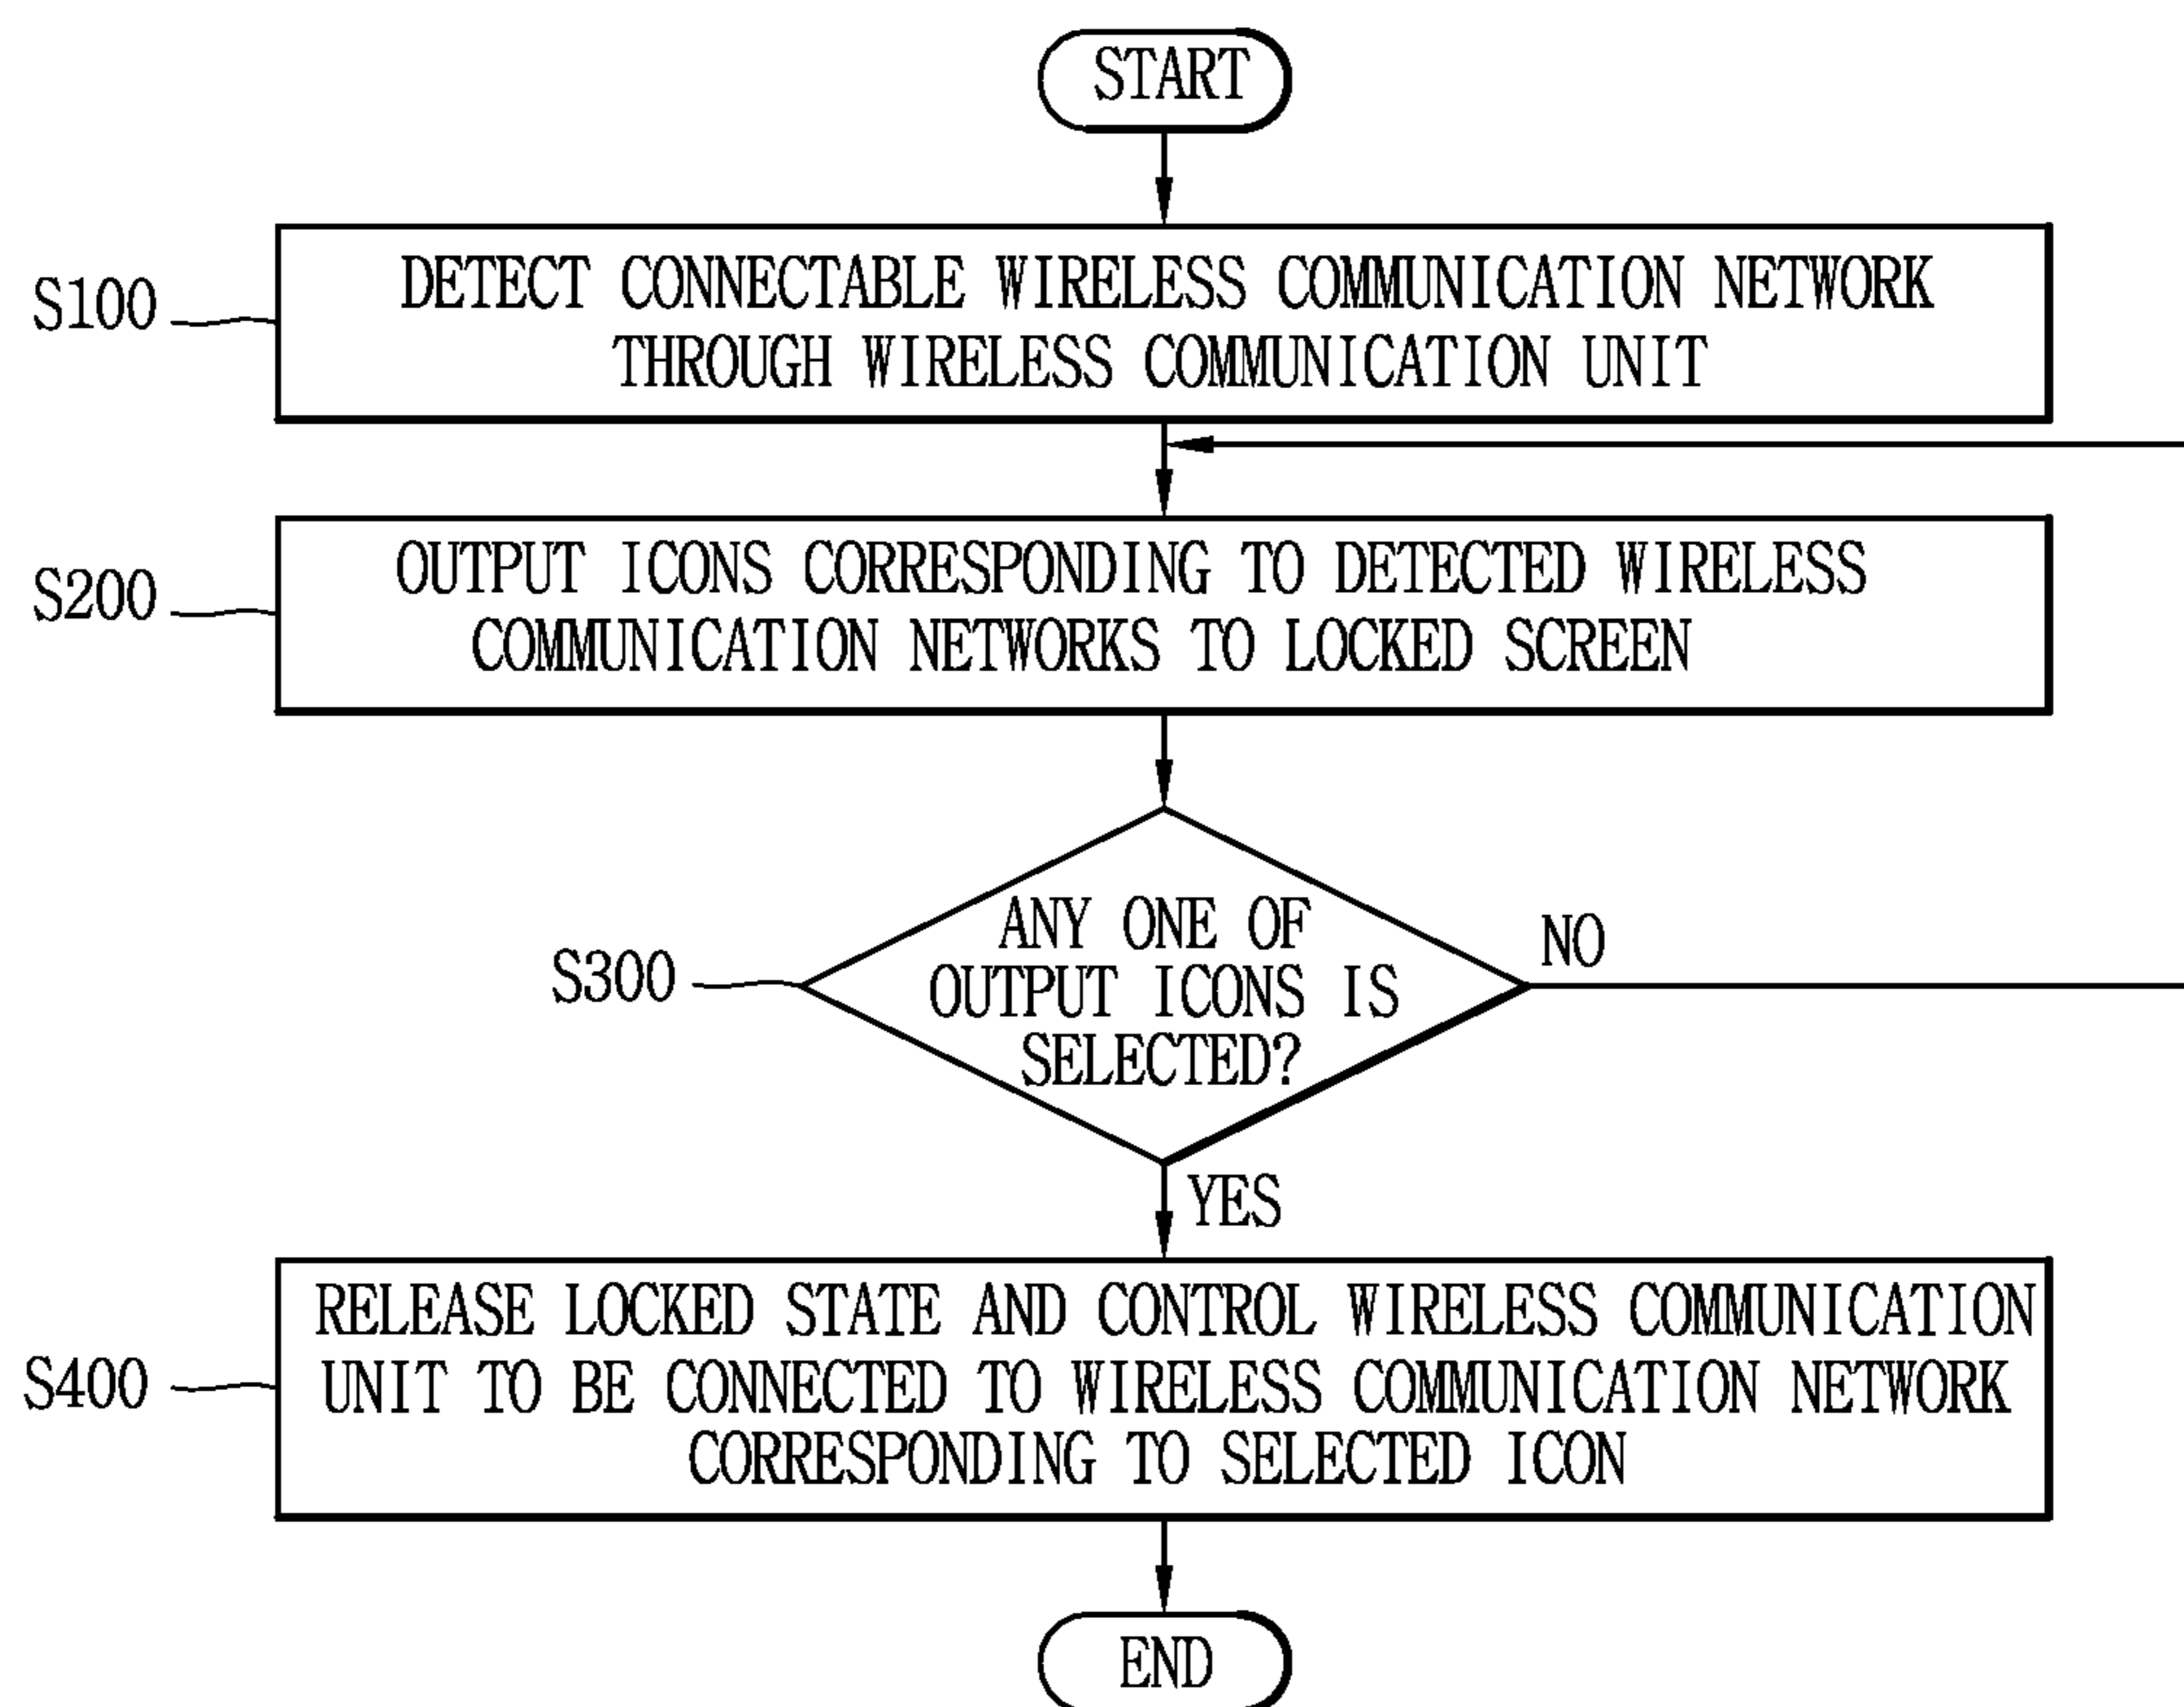 START
S100
DETECT CONNECTABLE WIRELESS COMMUNICATION NETWORK
THROUGH WIRELESS COMMUNICATION UNIT
S200
OUTPUT ICONS CORRESPONDING TO DETECTED WIRELESS
COMMUNICATION NETWORKS TO LOCKED SCREEN
S300
ANY ONE OF
OUTPUT ICONS IS
SELECTED?
NO
YES
S400
RELEASE LOCKED STATE AND CONTROL WIRELESS COMMUNICATION
UNIT TO BE CONNECTED TO WIRELESS COMMUNICATION NETWORK
CORRESPONDING TO SELECTED ICON
END